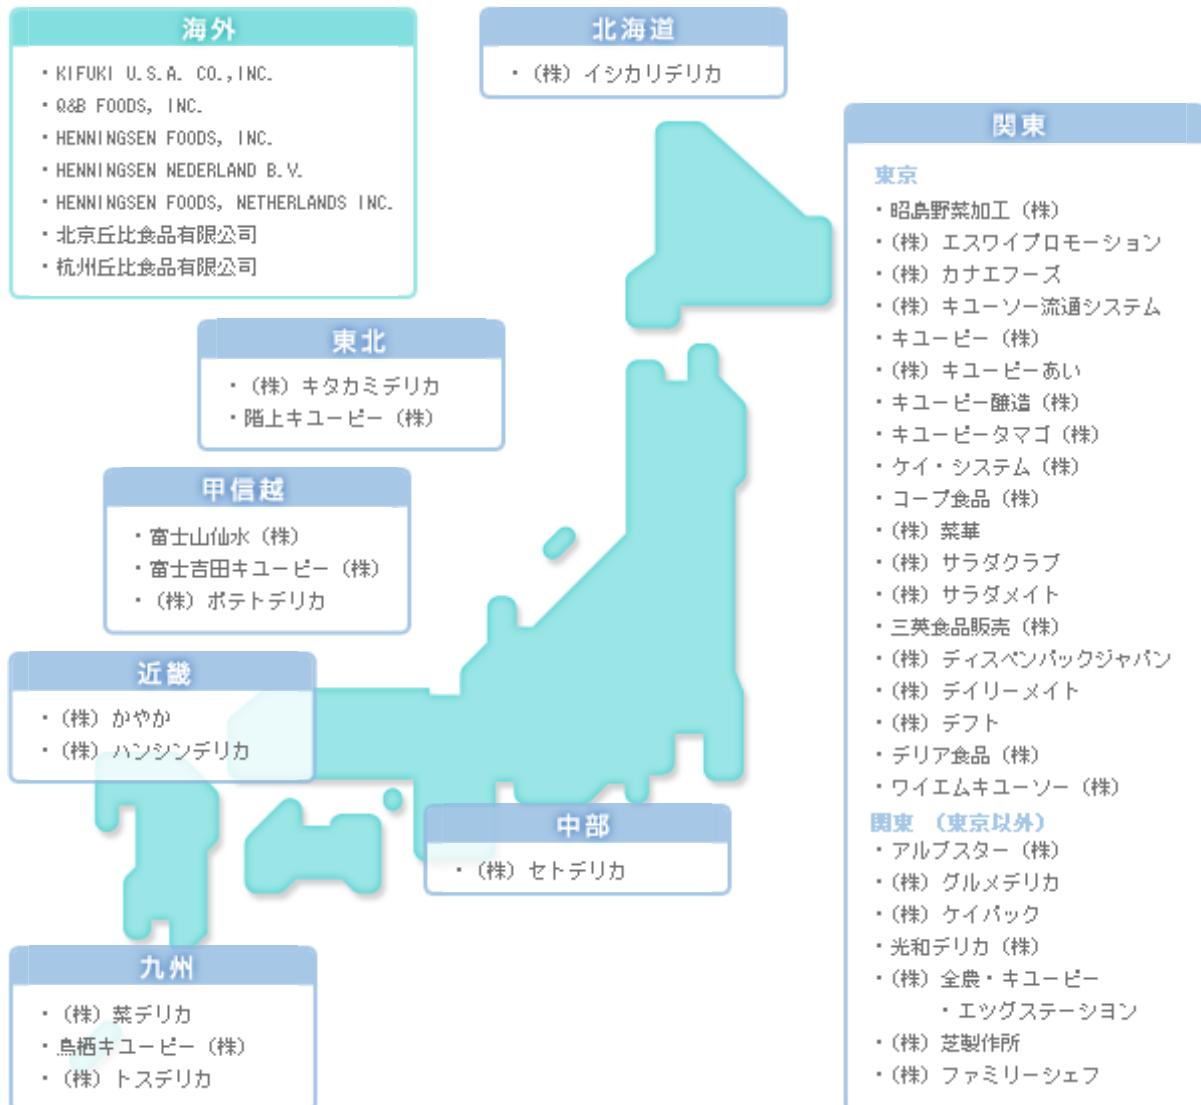 海外
・KIFUKI U.S.A. CO.,INC.
・Q&B FOODS, INC.
・HENNINGSEN FOODS, INC.
・HENNINGSEN NEDERLAND B.V.
・HENNINGSEN FOODS, NETHERLANDS INC.
・北京丘比食品有限公司
・杭州丘比食品有限公司
北海道
・（株）イシカリデリカ
東北
・（株）キタカミデリカ
・階上キユーピー（株）
甲信越
・富士山仙水（株）
・富士吉田キユーピー（株）
・（株）ポテトデリカ
近畿
・（株）かやか
・（株）ハンシンデリカ
中部
・（株）セトデリカ
九州
・（株）菜デリカ
・鳥栖キユーピー（株）
・（株）トスデリカ
関東
東京
・昭島野菜加工（株）
・（株）エスワイプロモーション
・（株）カナエフーズ
・（株）キユーソー流通システム
・キユーピー（株）
・（株）キユーピーあい
・キユーピー醸造（株）
・キユーピータマゴ（株）
・ケイ・システム（株）
・コープ食品（株）
・（株）菜華
・（株）サラダクラブ
・（株）サラダメイト
・三英食品販売（株）
・（株）ディスペンパックジャパン
・（株）デイリーメイト
・（株）デフト
・デリア食品（株）
・ワイエムキユーソー（株）
関東（東京以外）
・アルブスター（株）
・（株）グルメデリカ
・（株）ケイパック
・光和デリカ（株）
・（株）全農・キユーピー
・エツグステーシヨン
・（株）芝製作所
・（株）ファミリーシェフ